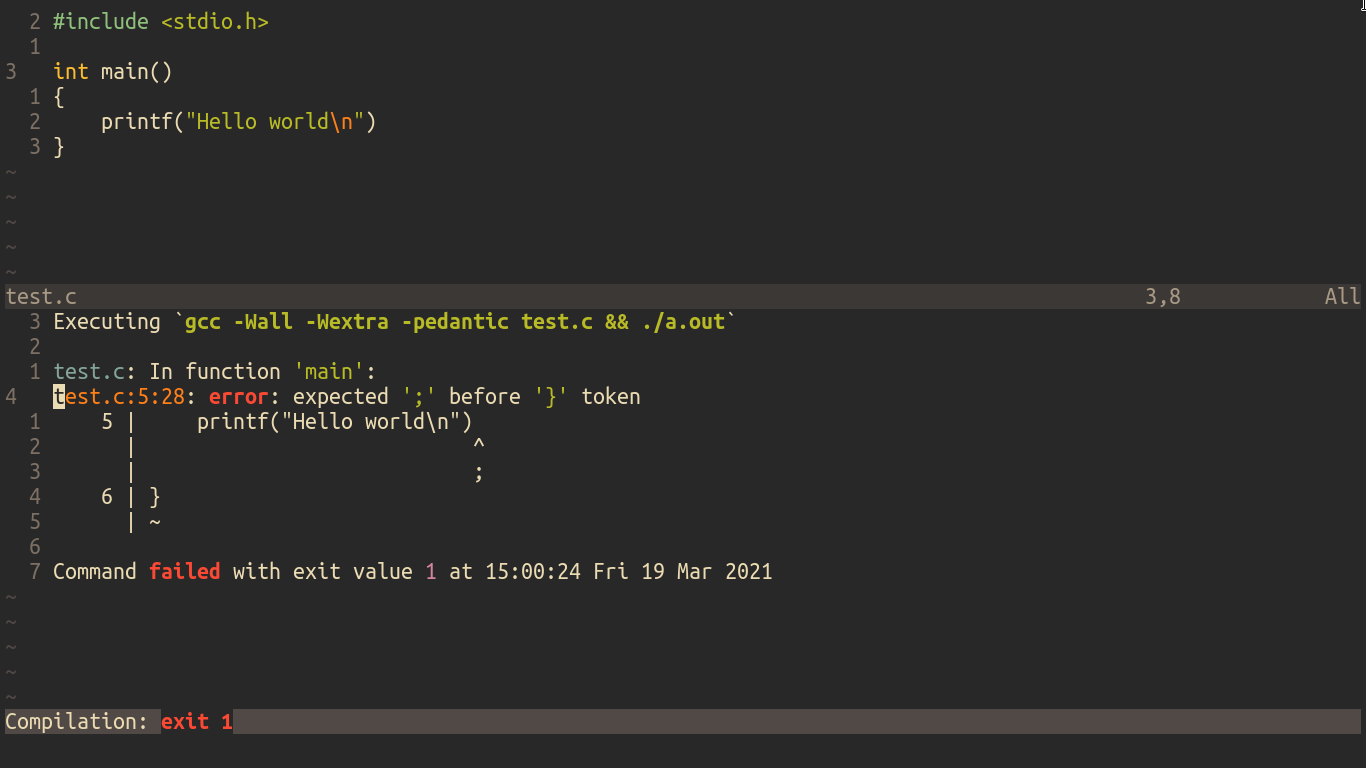 2 #include <stdio.h>
  1
3   int main()
  1 {
  2     printf("Hello world\n")
  3 }
~
~
~
~
~
test.c 3,8 All
  3 Executing `gcc -Wall -Wextra -pedantic test.c && ./a.out`
  2
  1 test.c: In function 'main':
4   test.c:5:28: error: expected ';' before '}' token
  1     5 |     printf("Hello world\n")
  2       |                            ^
  3       |                            ;
  4     6 | }
  5       | ~
  6
  7 Command failed with exit value 1 at 15:00:24 Fri 19 Mar 2021
~
~
~
~
~
Compilation: exit 1